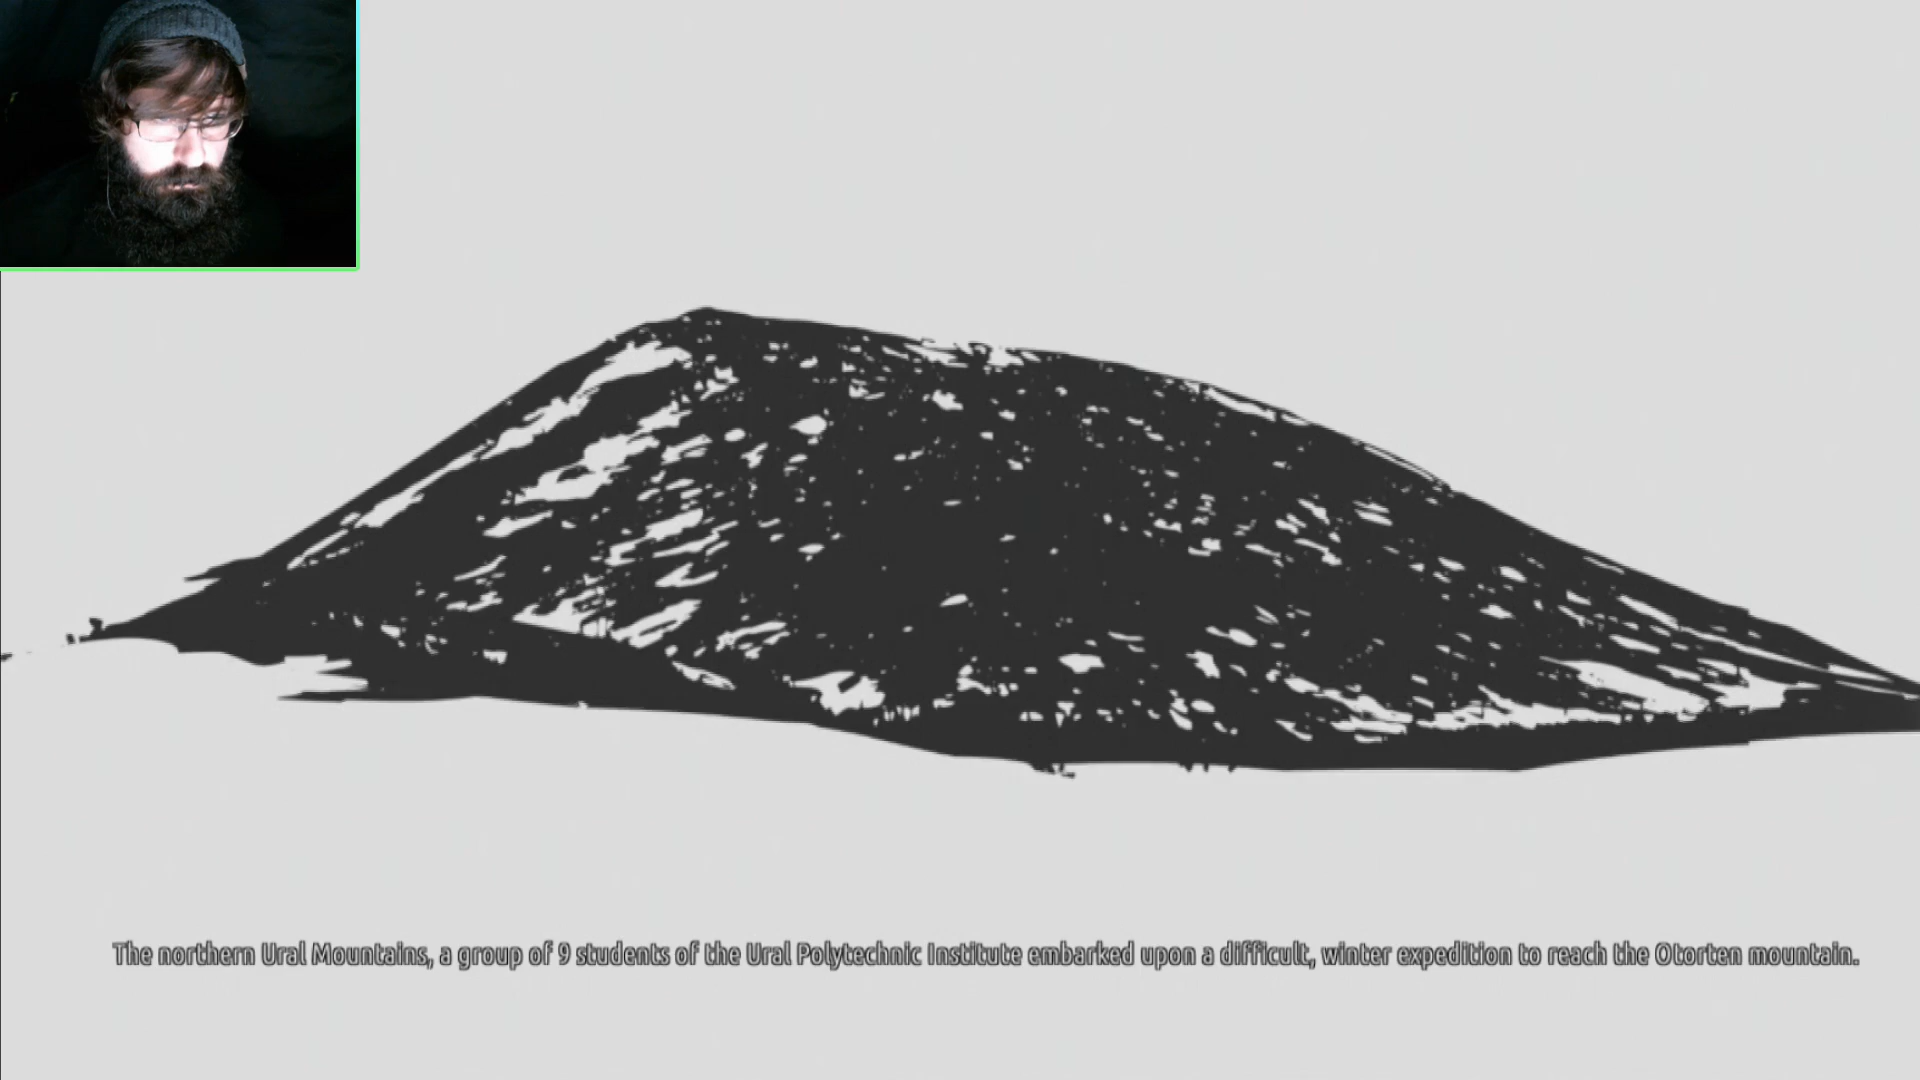 The northern Ural Mountains, a group of 9 students of the Ural Polytechnic Institute embarked upon a difficult, winter expedition to reach the Otorten mountain.